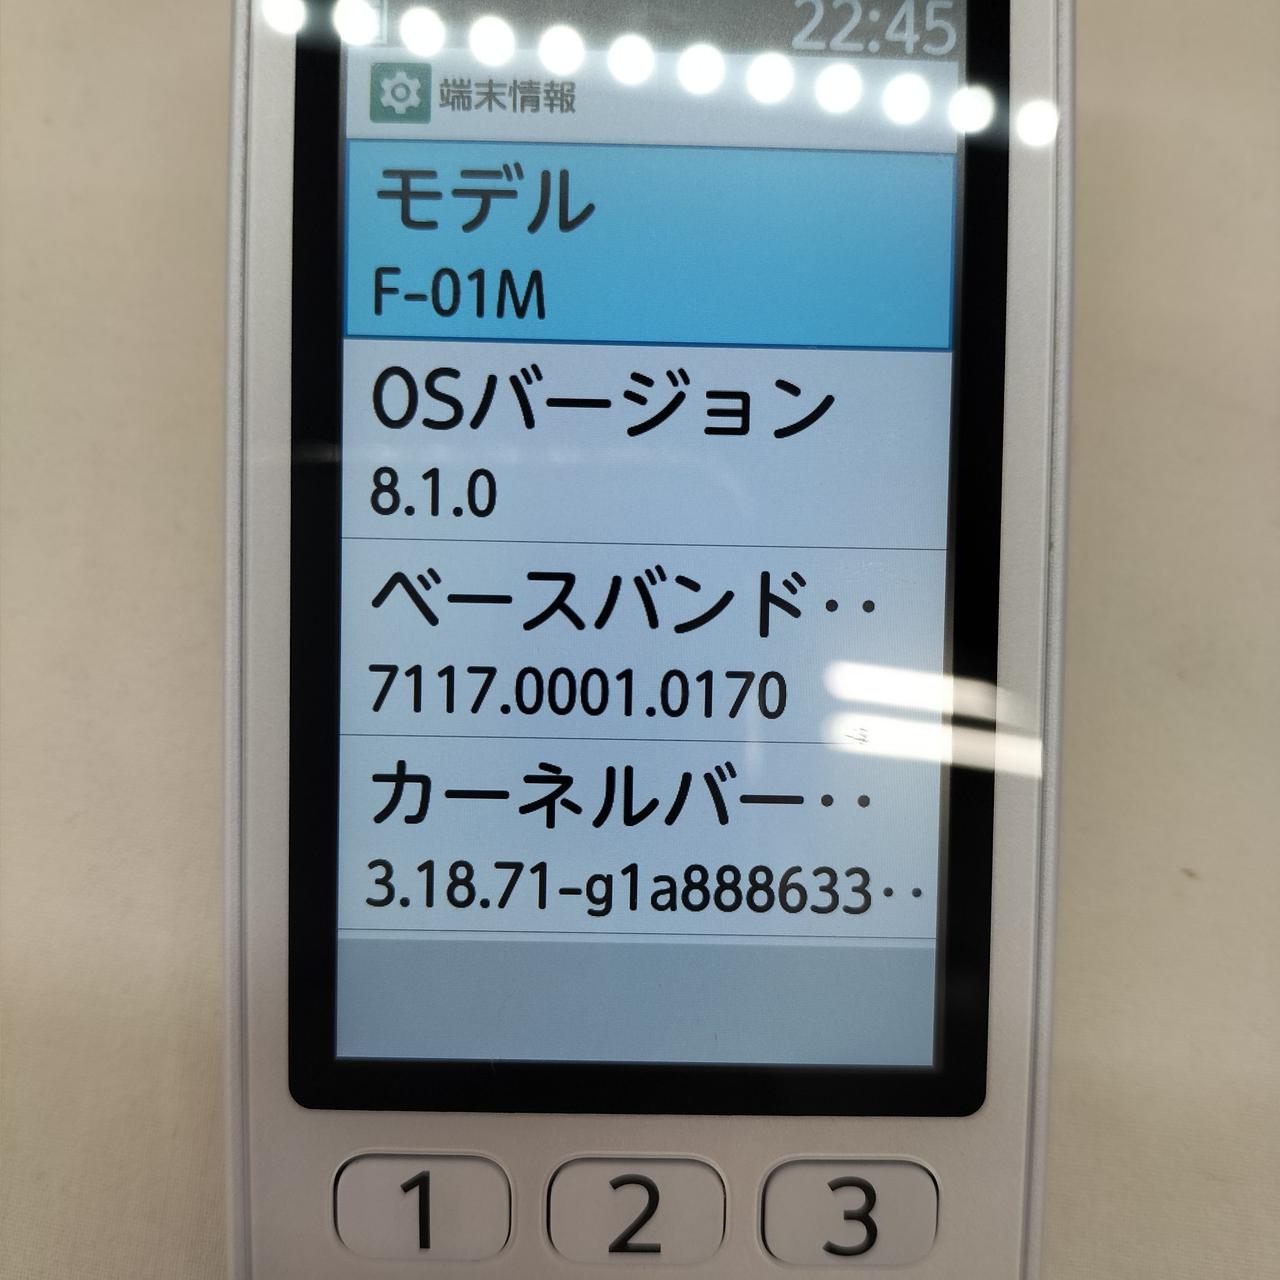 22:45
端末情報
モデル
F-01M
OSバージョン
8.1.0
ベースバンド‥
7117.0001.0170
カーネルバー‥
3.18.71-g1a888633‥
1 2 3